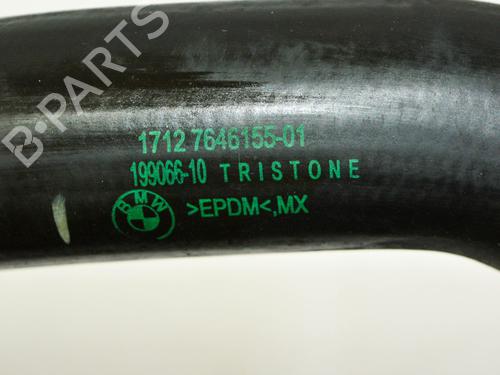 B-PARTS
1712 7646155-01
199066-10 TRISTONE
BMW >EPDM<,MX